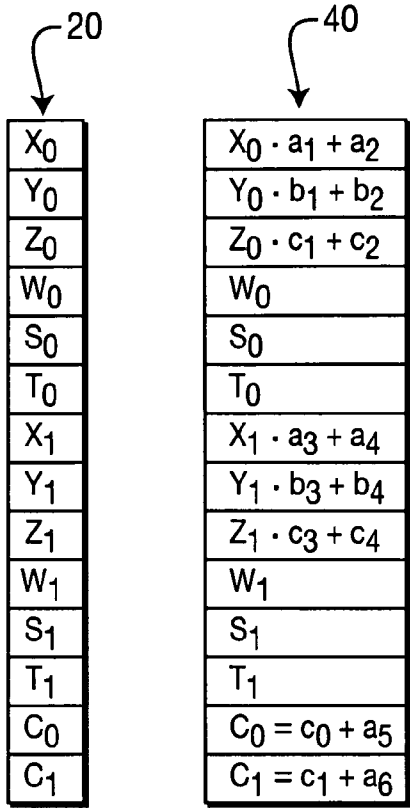 20 40
X₀ X₀ · a₁ + a₂
Y₀ Y₀ · b₁ + b₂
Z₀ Z₀ · c₁ + c₂
W₀ W₀
S₀ S₀
T₀ T₀
X₁ X₁ · a₃ + a₄
Y₁ Y₁ · b₃ + b₄
Z₁ Z₁ · c₃ + c₄
W₁ W₁
S₁ S₁
T₁ T₁
C₀ C₀ = c₀ + a₅
C₁ C₁ = c₁ + a₆